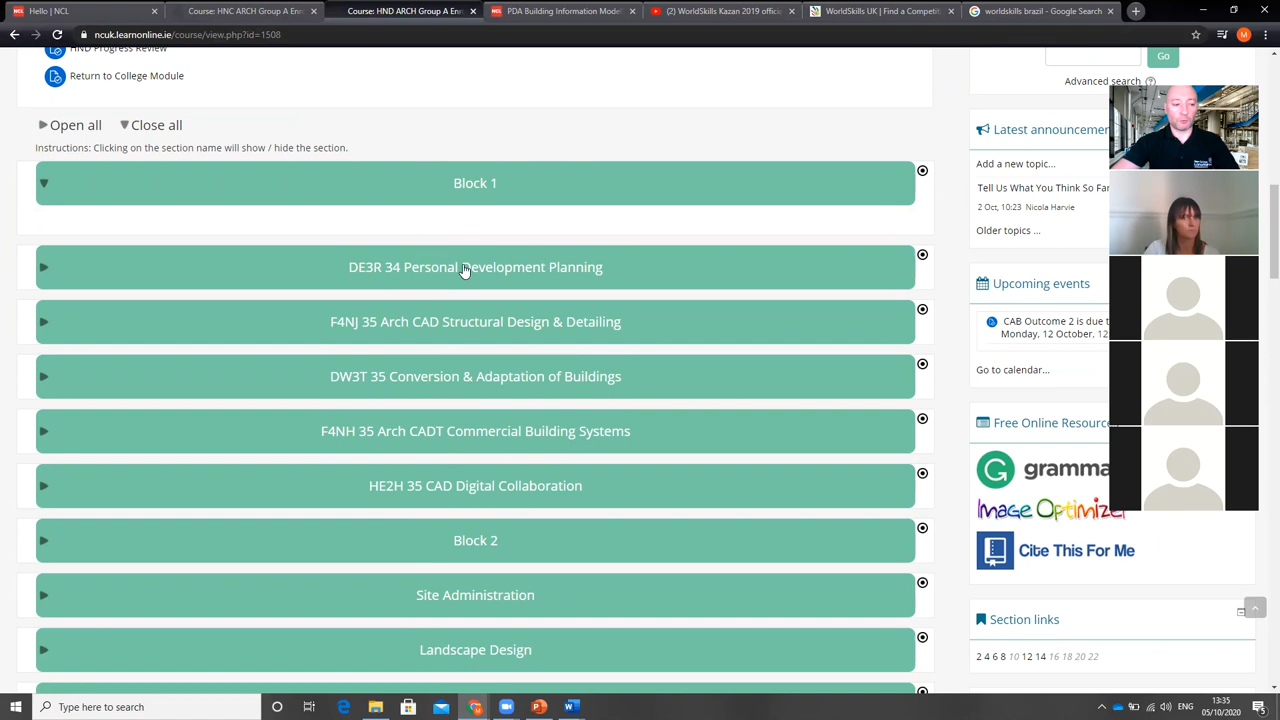 Hello | NCL
Course: HNC ARCH Group A Enr
Course: HND ARCH Group A Enr
PDA Building Information Model
(2) WorldSkills Kazan 2019 offici
WorldSkills UK | Find a Competit
worldskills brazil - Google Searc
ncuk.learnonline.ie/course/view.php?id=1508
M
HND Progress Review
Return to College Module
Go
Advanced search
Open all Close all
Instructions: Clicking on the section name will show / hide the section.
Block 1
DE3R 34 Personal Development Planning
F4NJ 35 Arch CAD Structural Design & Detailing
DW3T 35 Conversion & Adaptation of Buildings
F4NH 35 Arch CADT Commercial Building Systems
HE2H 35 CAD Digital Collaboration
Block 2
Site Administration
Landscape Design
Latest announcemen
Add a new topic...
Tell Us What You Think So Far
2 Oct, 10:23 Nicola Harvie
Older topics ...
Upcoming events
CAB Outcome 2 is due t
Monday, 12 October, 12
Go to calendar...
Free Online Resourc
G gramma
Image Optimizer
Cite This For Me
Section links
2 4 6 8 10 12 14 16 18 20 22
Type here to search
ENG
13:35
05/10/2020